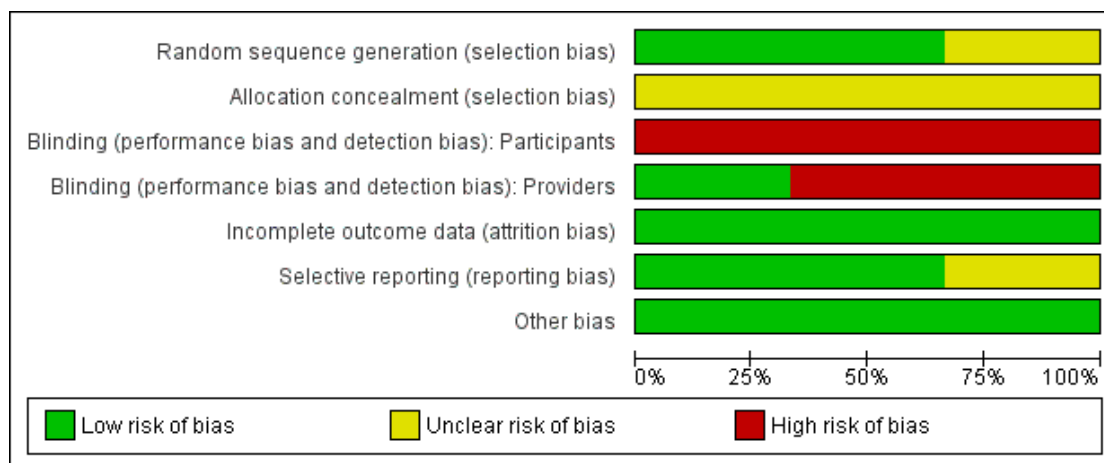 Random sequence generation (selection bias)
Allocation concealment (selection bias)
Blinding (performance bias and detection bias): Participants
Blinding (performance bias and detection bias): Providers
Incomplete outcome data (attrition bias)
Selective reporting (reporting bias)
Other bias
0% 25% 50% 75% 100%
Low risk of bias Unclear risk of bias High risk of bias